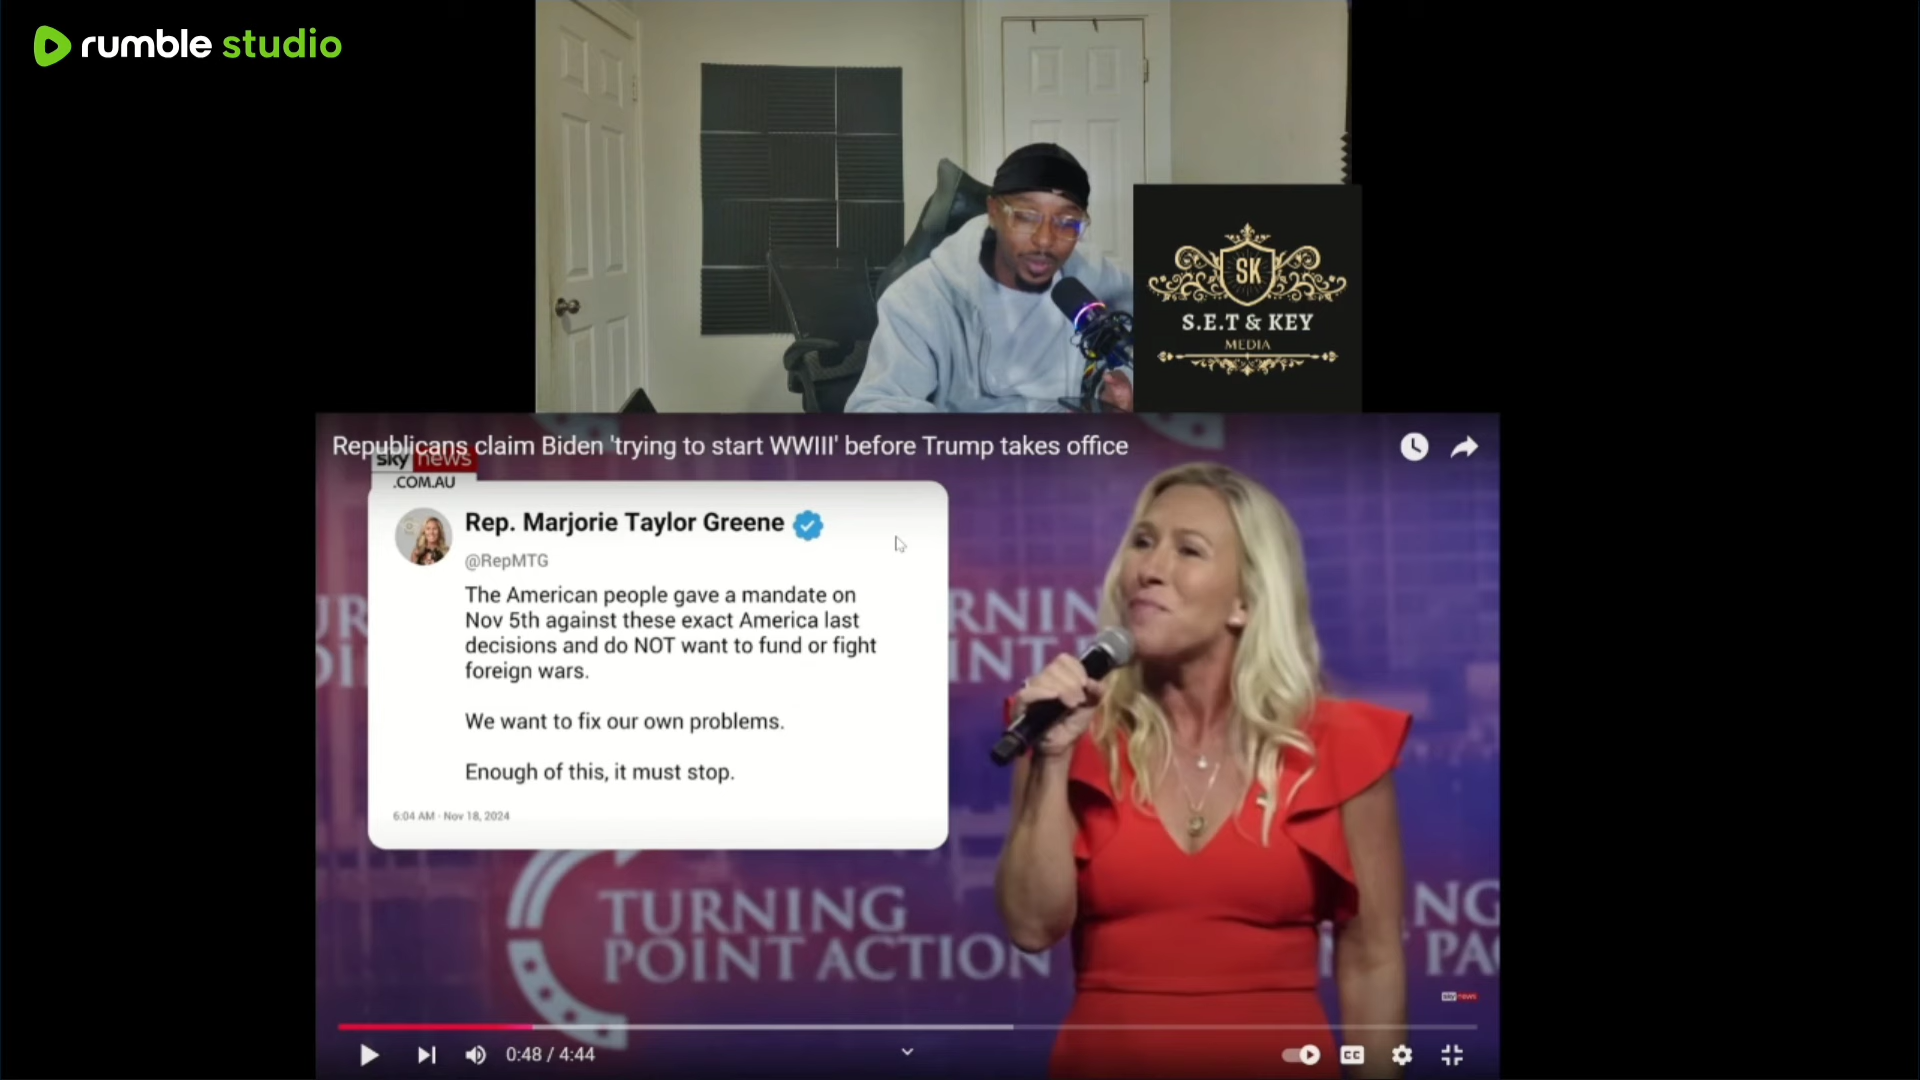 rumble studio
SK
S.E.T & KEY
MEDIA
Republicans claim Biden 'trying to start WWIII' before Trump takes office
sky news
.COM.AU
Rep. Marjorie Taylor Greene
@RepMTG
The American people gave a mandate on
Nov 5th against these exact America last
decisions and do NOT want to fund or fight
foreign wars.
We want to fix our own problems.
Enough of this, it must stop.
6:04 AM · Nov 18, 2024
TURNING
POINT ACTION
sky news
0:48 / 4:44
CC